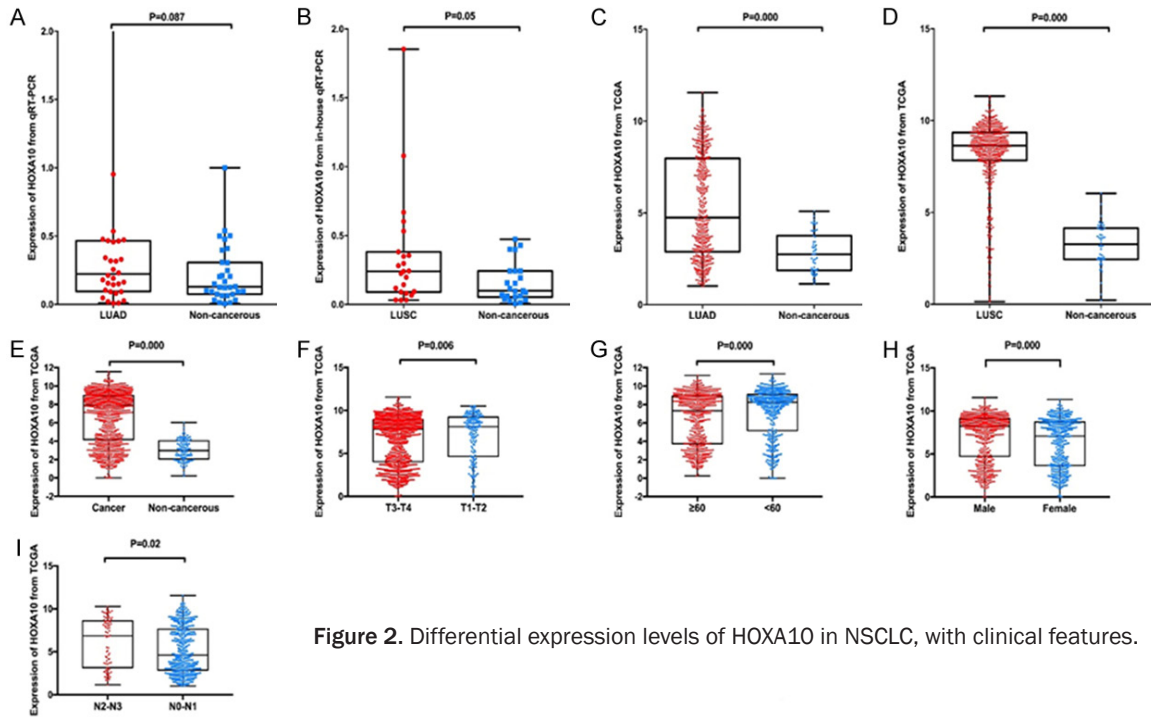 A
P=0.087
Expression of HOXA10 from qRT-PCR
2.0
1.5
1.0
0.5
0.0
LUAD
Non-cancerous
B
P=0.05
Expression of HOXA10 from in-house qRT-PCR
2.0
1.5
1.0
0.5
0.0
LUSC
Non-cancerous
C
P=0.000
Expression of HOXA10 from TCGA
15
10
5
0
LUAD
Non-cancerous
D
P=0.000
Expression of HOXA10 from TCGA
15
10
5
0
LUSC
Non-cancerous
E
P=0.000
Expression of HOXA10 from TCGA
12
10
8
6
4
2
0
-2
Cancer
Non-cancerous
F
P=0.006
Expression of HOXA10 from TCGA
15
10
5
0
T3-T4
T1-T2
G
P=0.000
Expression of HOXA10 from TCGA
12
10
8
6
4
2
0
-2
≥60
<60
H
P=0.000
Expression of HOXA10 from TCGA
15
10
5
0
Male
Female
I
P=0.02
Expression of HOXA10 from TCGA
15
10
5
0
N2-N3
N0-N1
Figure 2. Differential expression levels of HOXA10 in NSCLC, with clinical features.